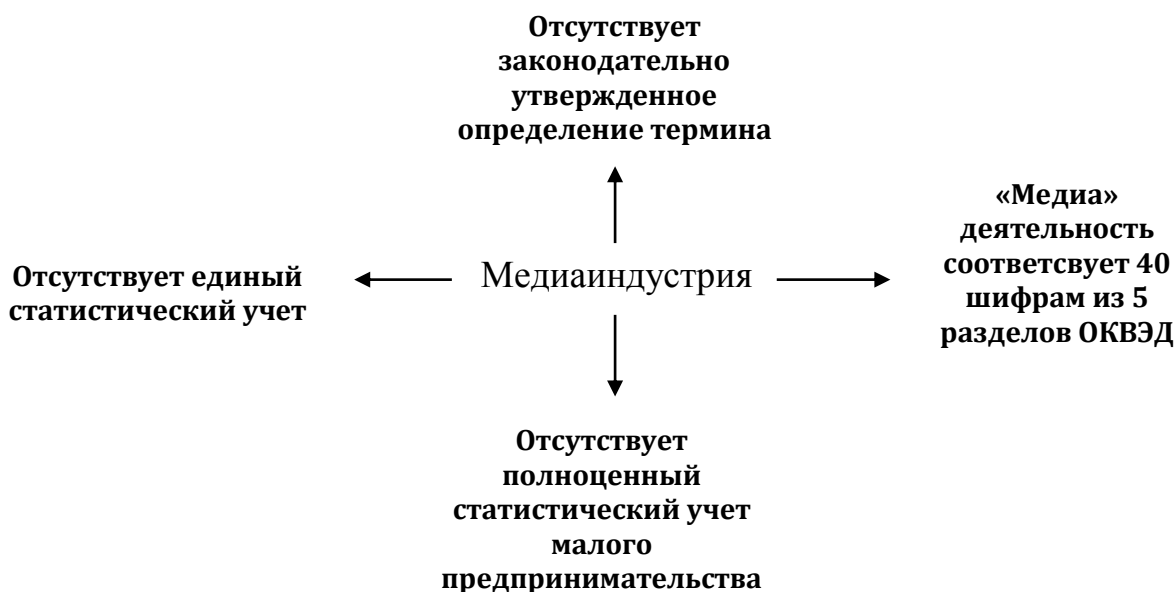 Отсутствует
законодательно
утвержденное
определение термина
«Медиа»
деятельность
соответсвует 40
шифрам из 5
разделов ОКВЭД
Медиаиндустрия
Отсутствует единый
статистический учет
Отсутствует
полноценный
статистический учет
малого
предпринимательства